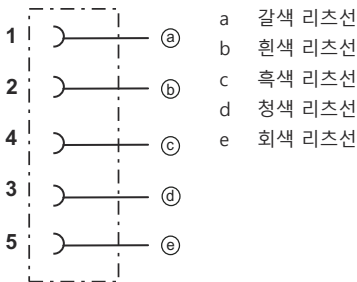 1 ⓐ
2 ⓑ
4 ⓒ
3 ⓓ
5 ⓔ
a 갈색 리츠선
b 흰색 리츠선
c 흑색 리츠선
d 청색 리츠선
e 회색 리츠선